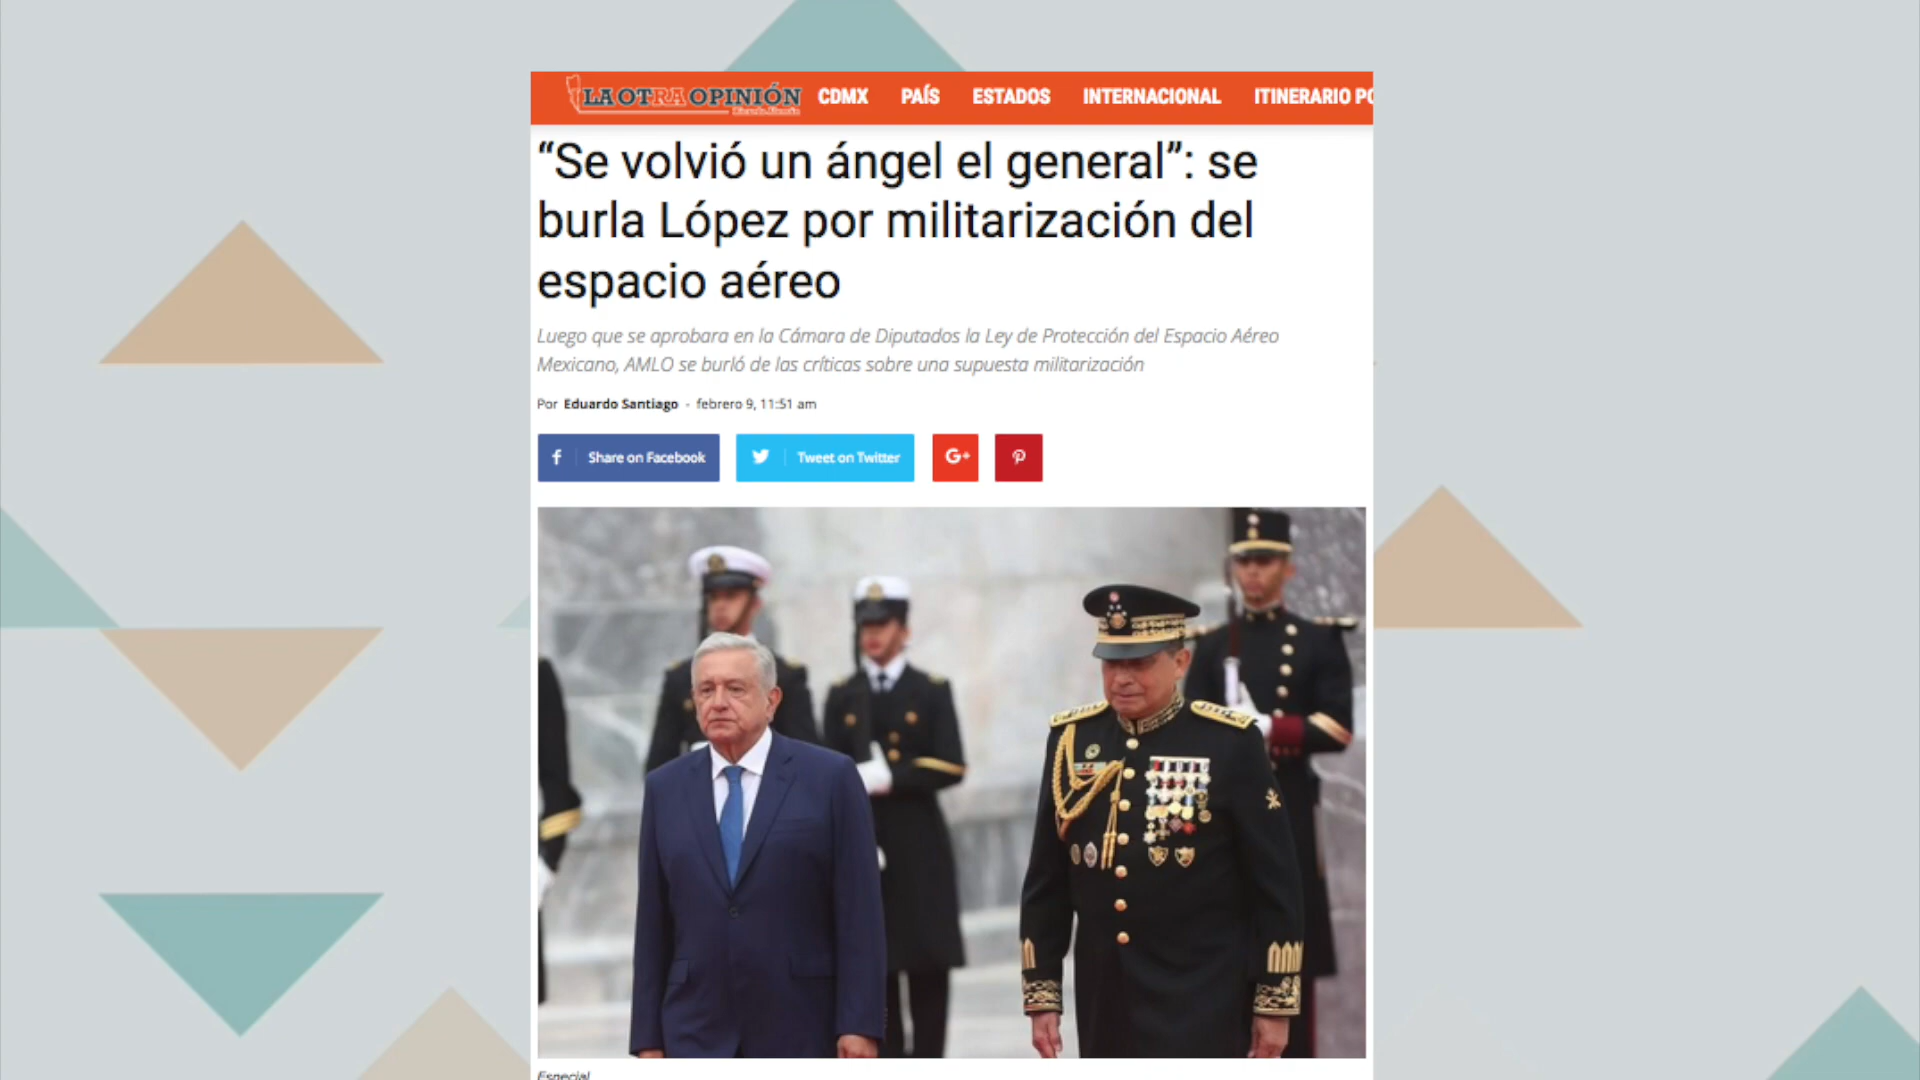 LA OTRA OPINIÓN CDMX PAÍS ESTADOS INTERNACIONAL ITINERARIO
“Se volvió un ángel el general”: se
burla López por militarización del
espacio aéreo
Luego que se aprobara en la Cámara de Diputados la Ley de Protección del Espacio Aéreo
Mexicano, AMLO se burló de las críticas sobre una supuesta militarización
Por Eduardo Santiago - febrero 9, 11:51 am
f Share on Facebook Tweet on Twitter G+
Especial